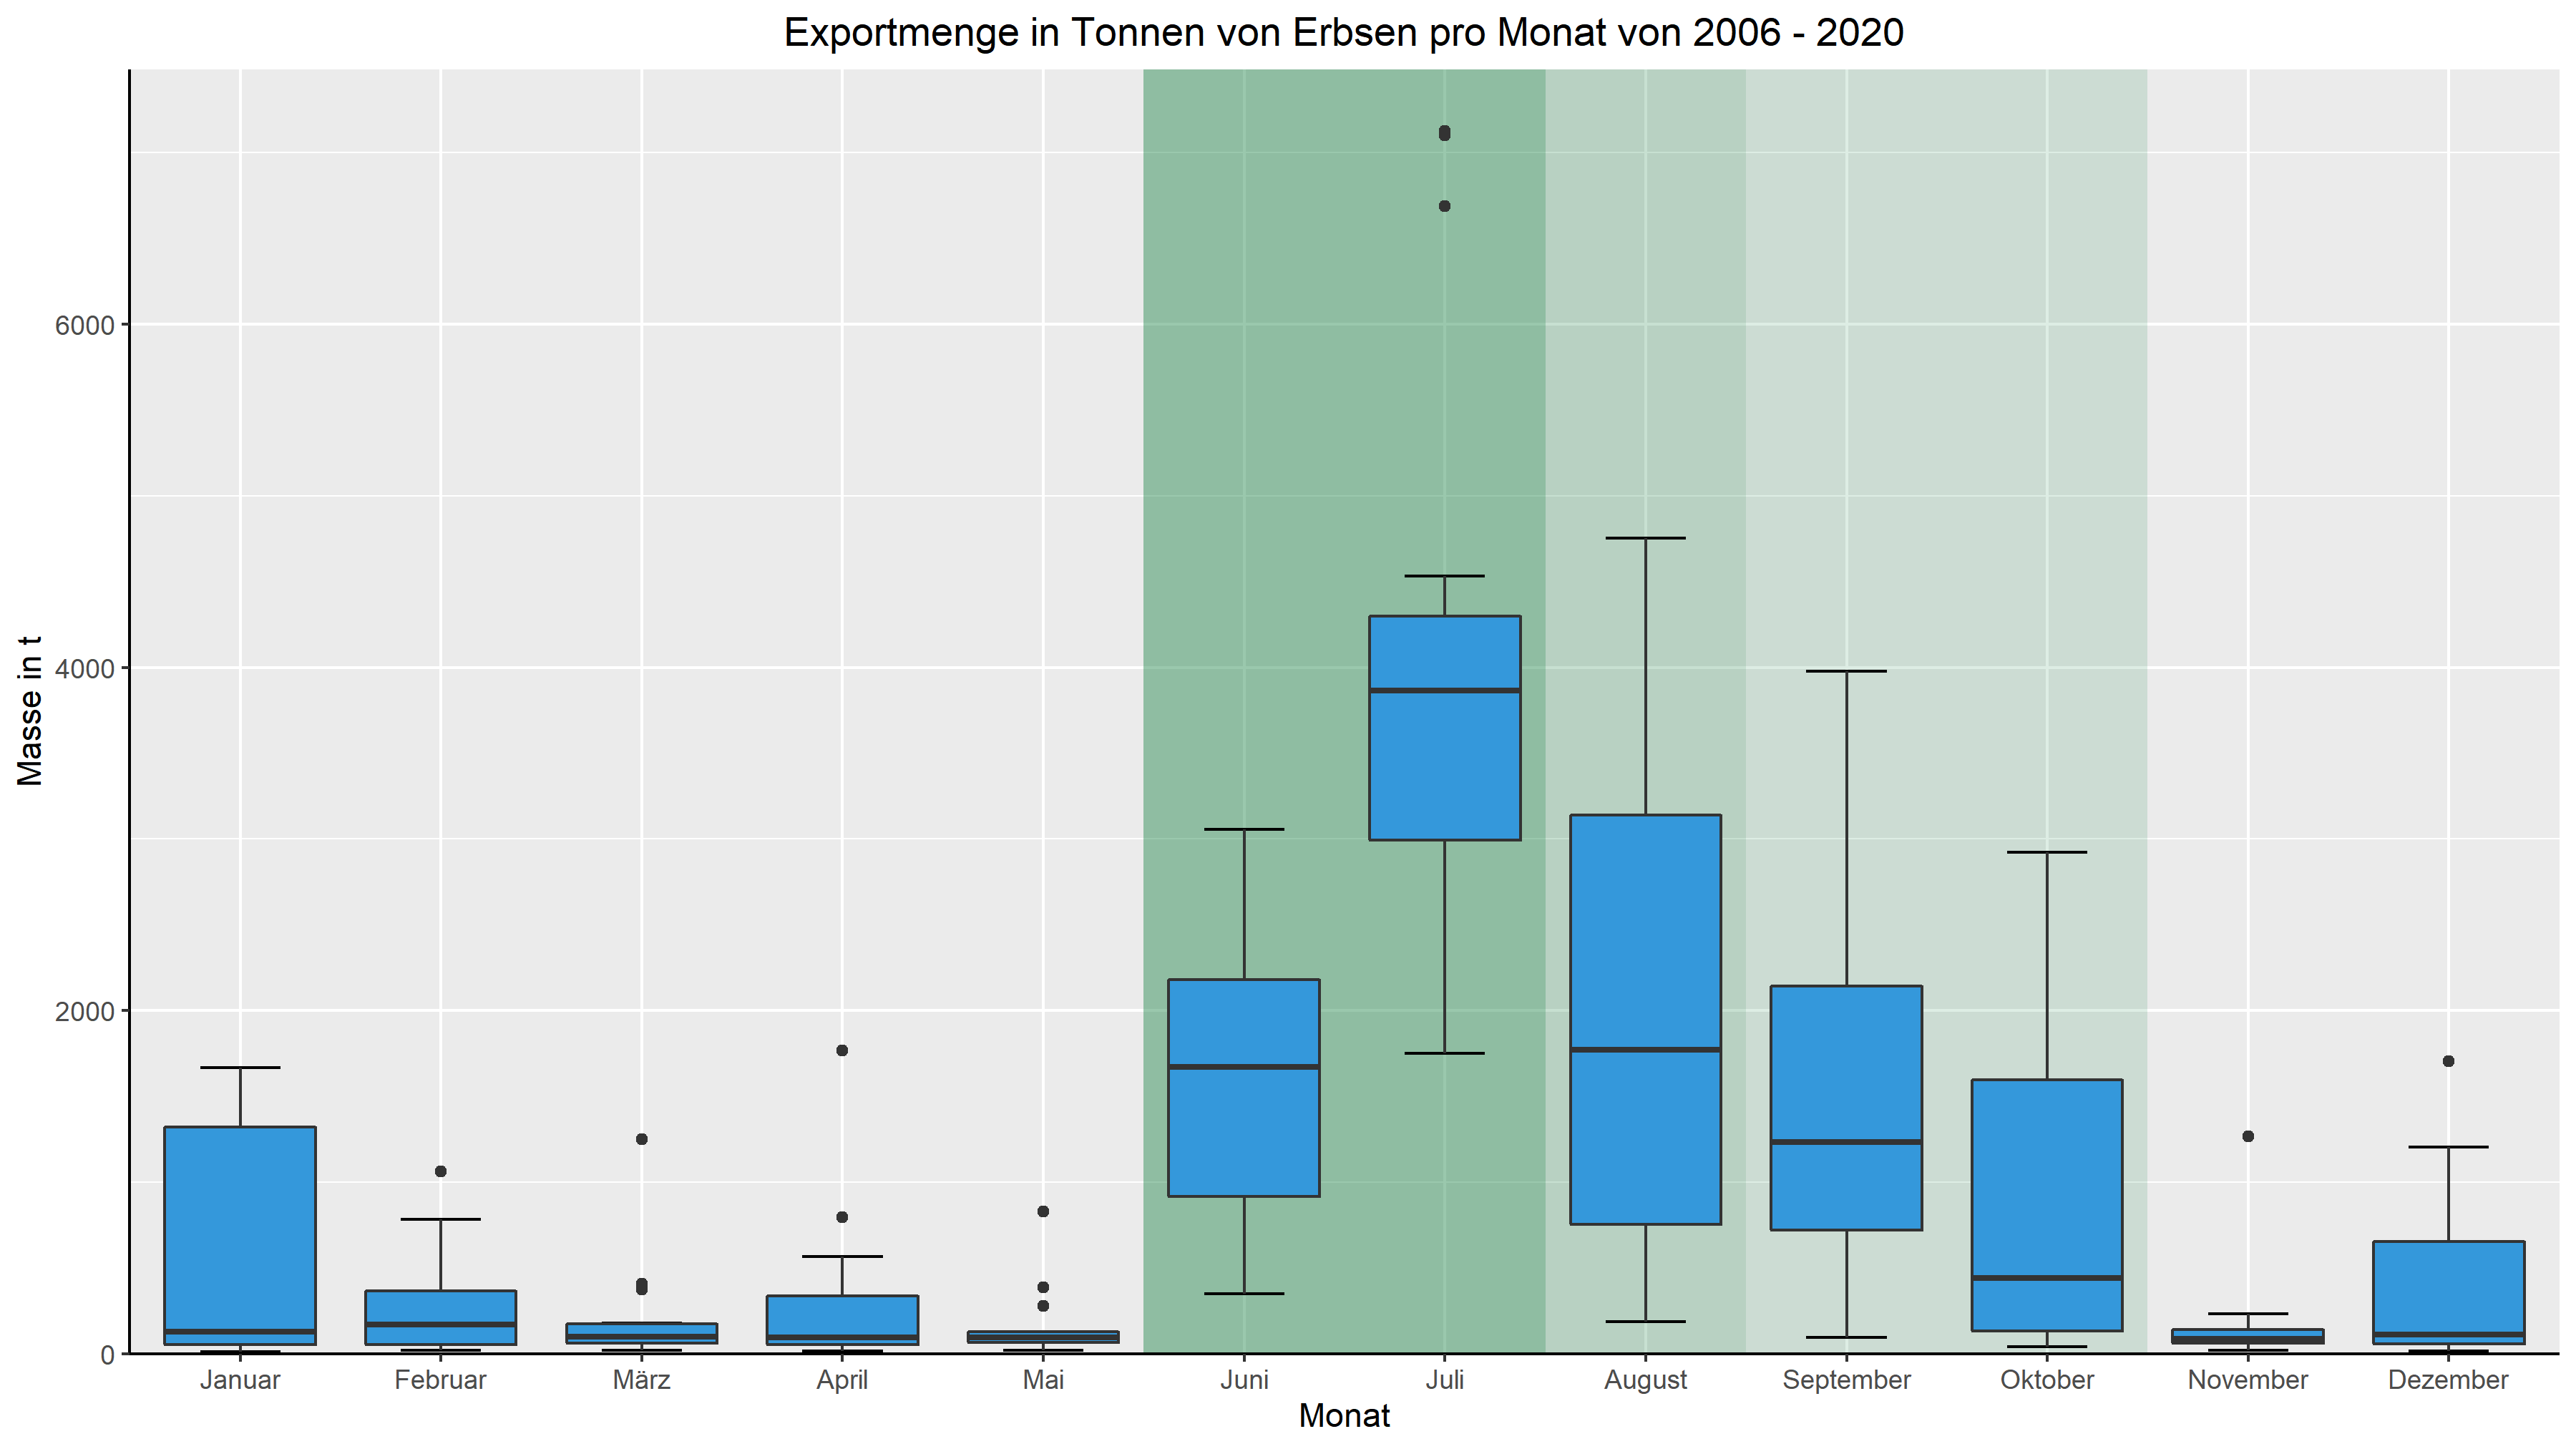 Exportmenge in Tonnen von Erbsen pro Monat von 2006 - 2020
Masse in t
6000
4000
2000
0
Januar Februar März April Mai Juni Juli August September Oktober November Dezember
Monat